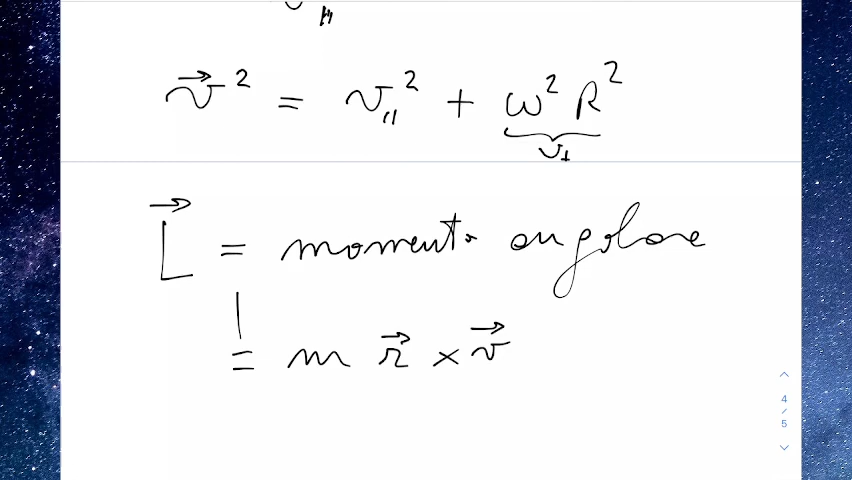 v⃗² = v∥² + ω²R²
v⊥
L⃗ = momento angolare
= m r⃗ × v⃗
4
/
5